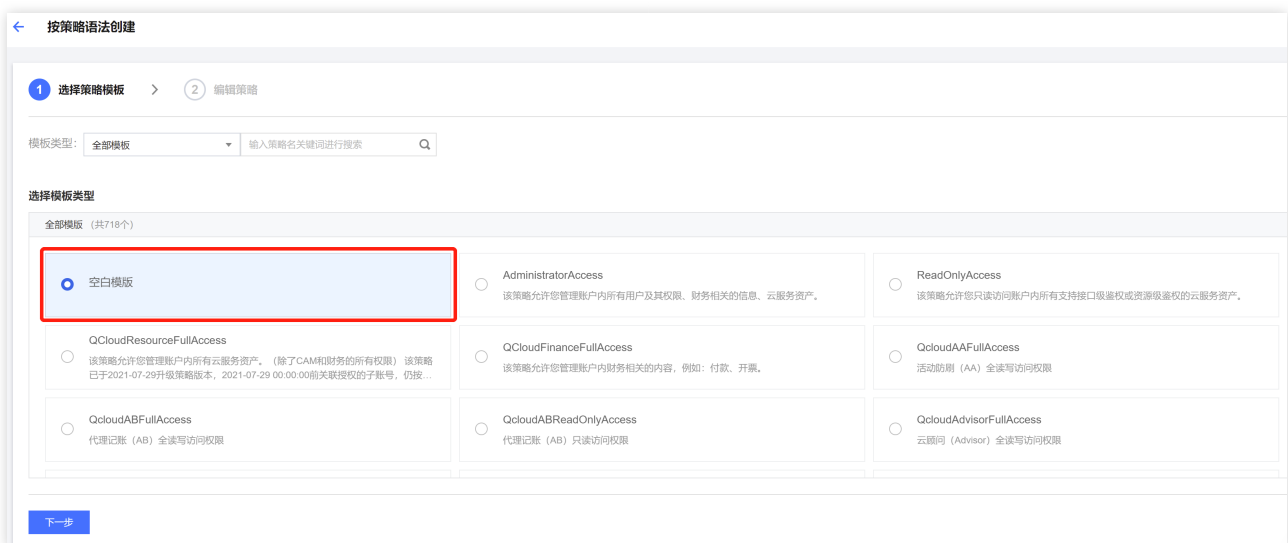 按策略语法创建
1 选择策略模板 2 编辑策略
模板类型: 全部模板 输入策略名关键词进行搜索
选择模板类型
全部模版 (共718个)
空白模版
AdministratorAccess
该策略允许您管理账户内所有用户及其权限、财务相关的信息、云服务资产。
ReadOnlyAccess
该策略允许您只读访问账户内所有支持接口级鉴权或资源级鉴权的云服务资产。
QCloudResourceFullAccess
该策略允许您管理账户内所有云服务资产。（除了CAM和财务的所有权限）该策略
已于2021-07-29升级策略版本，2021-07-29 00:00:00前关联授权的子账号，仍按...
QCloudFinanceFullAccess
该策略允许您管理账户内财务相关的内容，例如：付款、开票。
QcloudAAFullAccess
活动防刷（AA）全读写访问权限
QcloudABFullAccess
代理记账（AB）全读写访问权限
QcloudABReadOnlyAccess
代理记账（AB）只读访问权限
QcloudAdvisorFullAccess
云顾问（Advisor）全读写访问权限
下一步